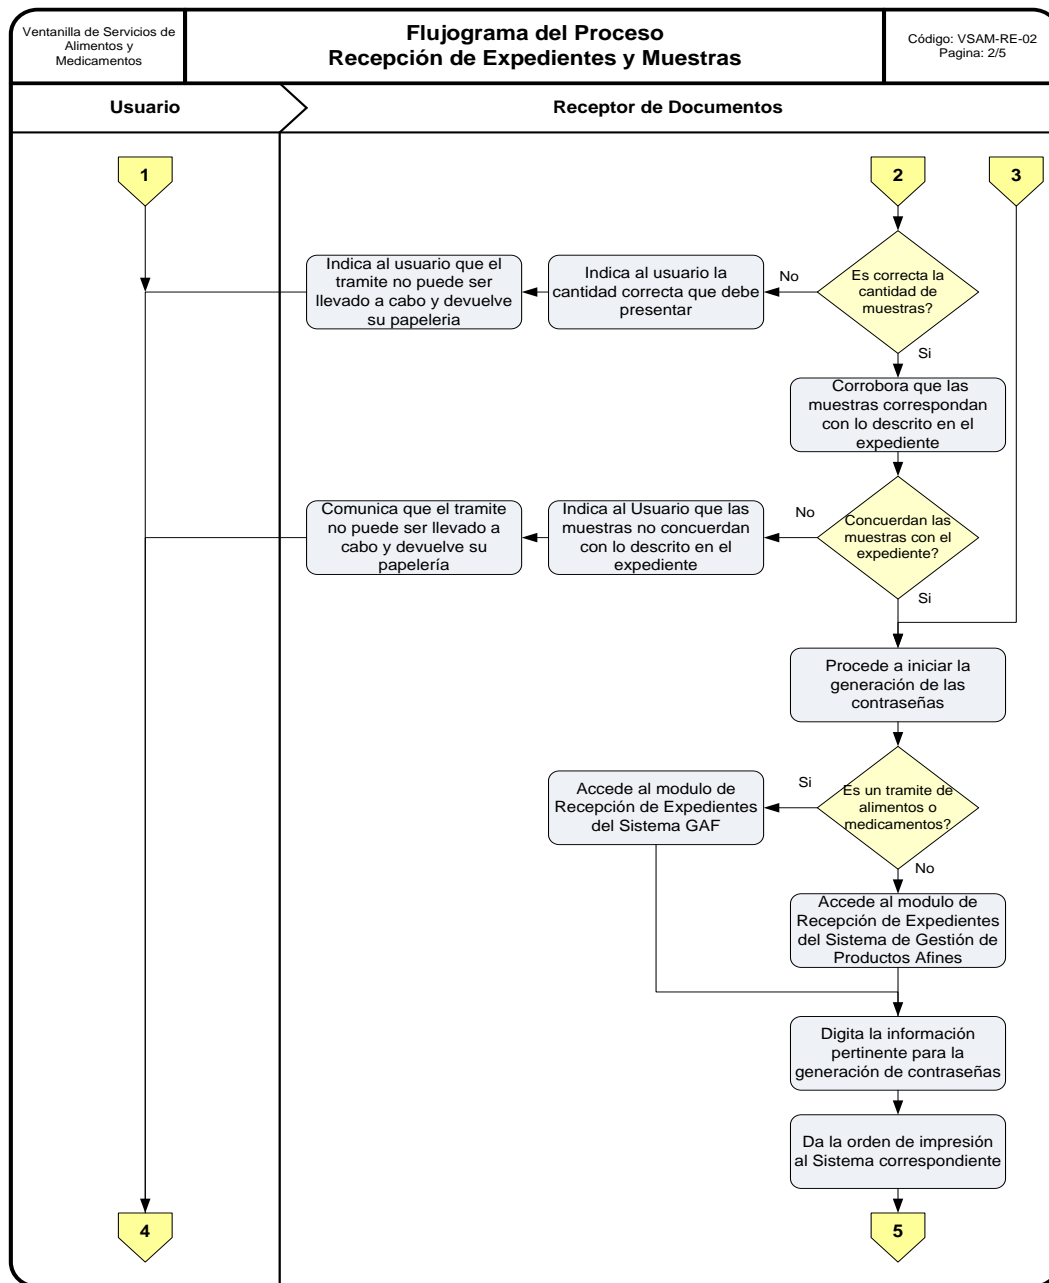 Ventanilla de Servicios de
Alimentos y
Medicamentos
Flujograma del Proceso
Recepción de Expedientes y Muestras
Código: VSAM-RE-02
Pagina: 2/5
Usuario
Receptor de Documentos
1
2
3
Indica al usuario que el
tramite no puede ser
llevado a cabo y devuelve
su papeleria
Indica al usuario la
cantidad correcta que debe
presentar
No
Es correcta la
cantidad de
muestras?
Si
Corrobora que las
muestras correspondan
con lo descrito en el
expediente
Comunica que el tramite
no puede ser llevado a
cabo y devuelve su
papelería
Indica al Usuario que las
muestras no concuerdan
con lo descrito en el
expediente
No
Concuerdan las
muestras con el
expediente?
Si
Procede a iniciar la
generación de las
contraseñas
Accede al modulo de
Recepción de Expedientes
del Sistema GAF
Si
Es un tramite de
alimentos o
medicamentos?
No
Accede al modulo de
Recepción de Expedientes
del Sistema de Gestión de
Productos Afines
Digita la información
pertinente para la
generación de contraseñas
Da la orden de impresión
al Sistema correspondiente
4
5